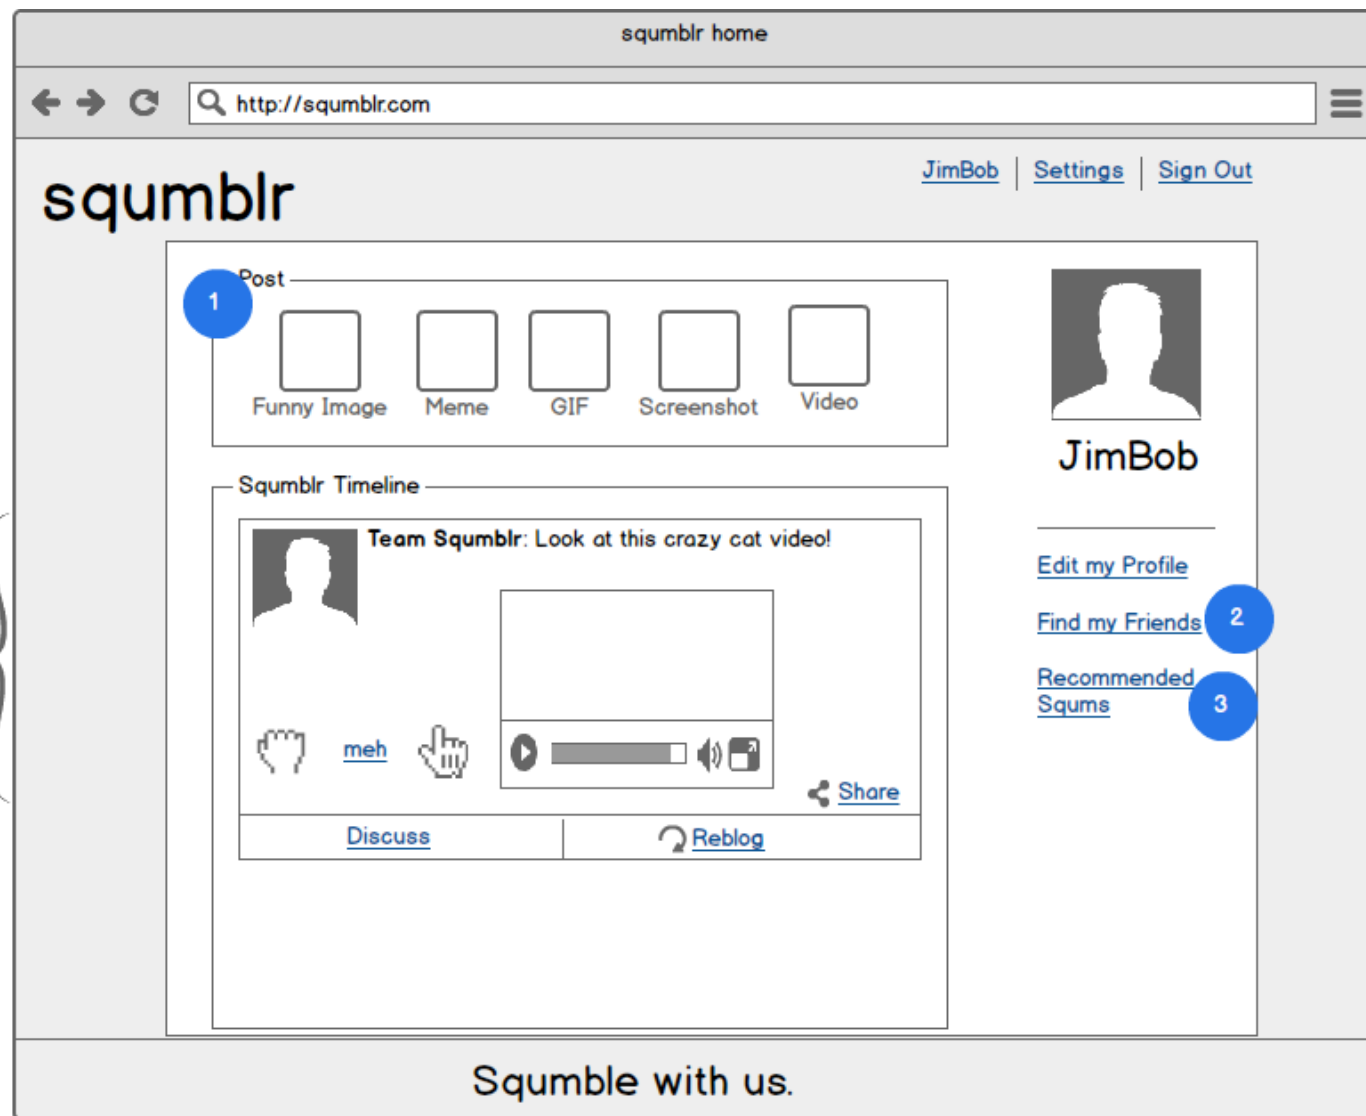 squmblr home
http://squmblr.com
JimBob
Settings
Sign Out
squmblr
Post
1
Funny Image
Meme
GIF
Screenshot
Video
JimBob
Squmblr Timeline
Team Squmblr: Look at this crazy cat video!
Edit my Profile
Find my Friends
2
Recommended
Squms
3
meh
Share
Discuss
Reblog
Squmble with us.